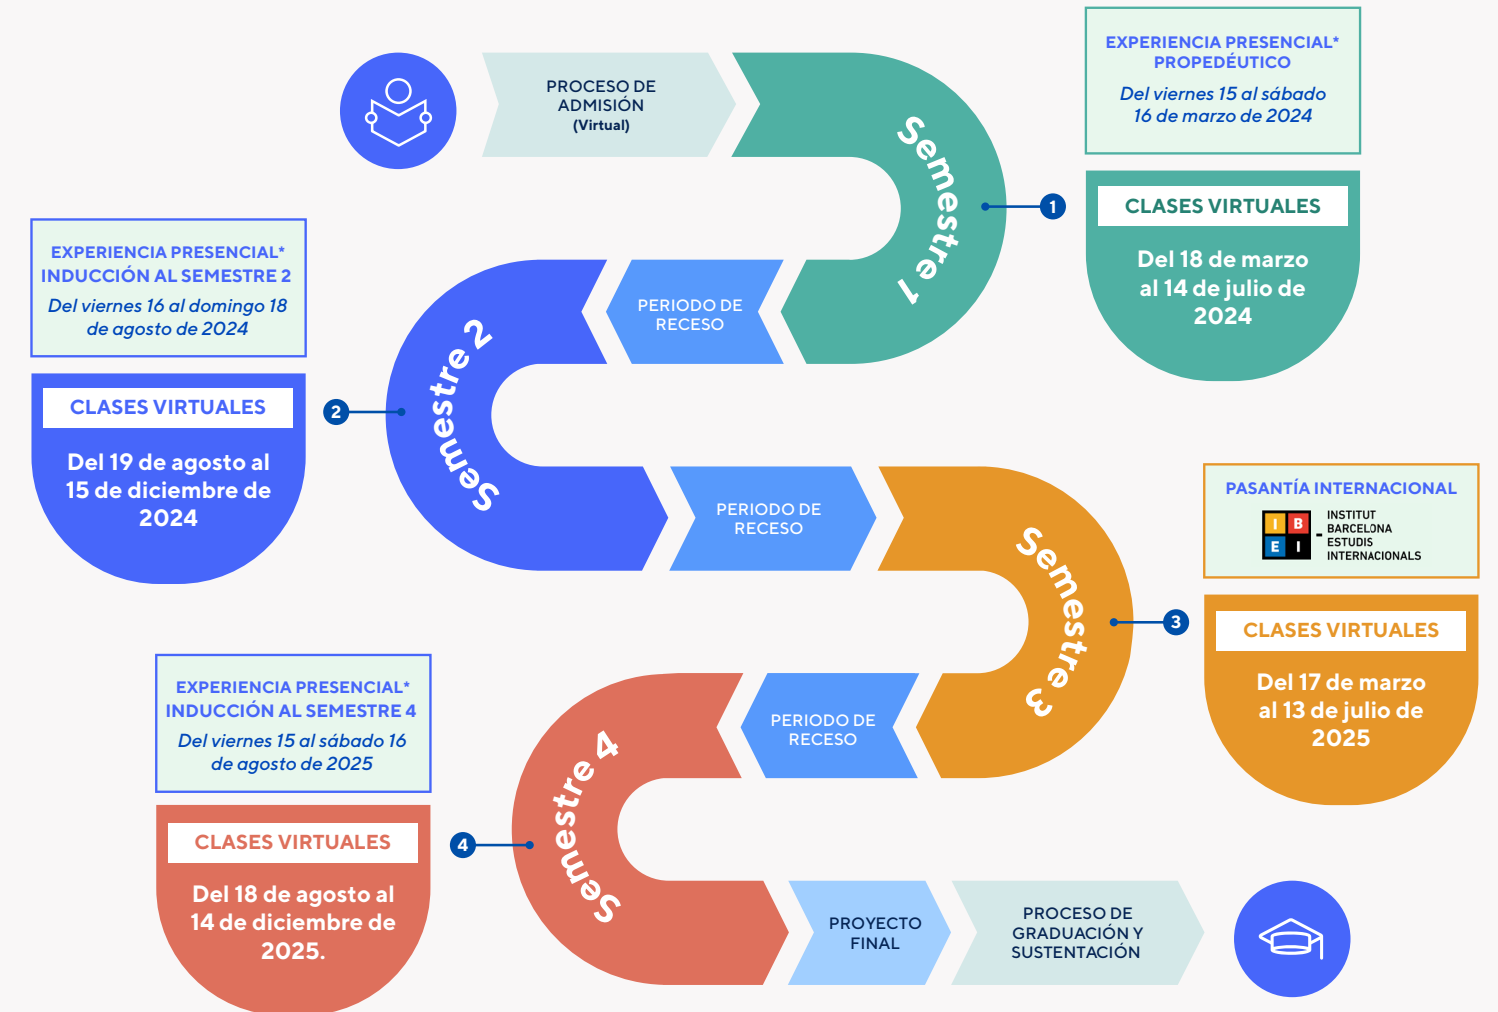 PROCESO DE
ADMISIÓN
(Virtual)
Semestre 1
EXPERIENCIA PRESENCIAL*
PROPEDÉUTICO
Del viernes 15 al sábado
16 de marzo de 2024
1
CLASES VIRTUALES
Del 18 de marzo
al 14 de julio de
2024
PERIODO DE
RECESO
EXPERIENCIA PRESENCIAL*
INDUCCIÓN AL SEMESTRE 2
Del viernes 16 al domingo 18
de agosto de 2024
CLASES VIRTUALES
Del 19 de agosto al
15 de diciembre de
2024
2
Semestre 2
PERIODO DE
RECESO
Semestre 3
3
PASANTÍA INTERNACIONAL
I B
E I
-
INSTITUT
BARCELONA
ESTUDIS
INTERNACIONALS
CLASES VIRTUALES
Del 17 de marzo
al 13 de julio de
2025
PERIODO DE
RECESO
EXPERIENCIA PRESENCIAL*
INDUCCIÓN AL SEMESTRE 4
Del viernes 15 al sábado 16
de agosto de 2025
CLASES VIRTUALES
Del 18 de agosto al
14 de diciembre de
2025.
4
Semestre 4
PROYECTO
FINAL
PROCESO DE
GRADUACIÓN Y
SUSTENTACIÓN